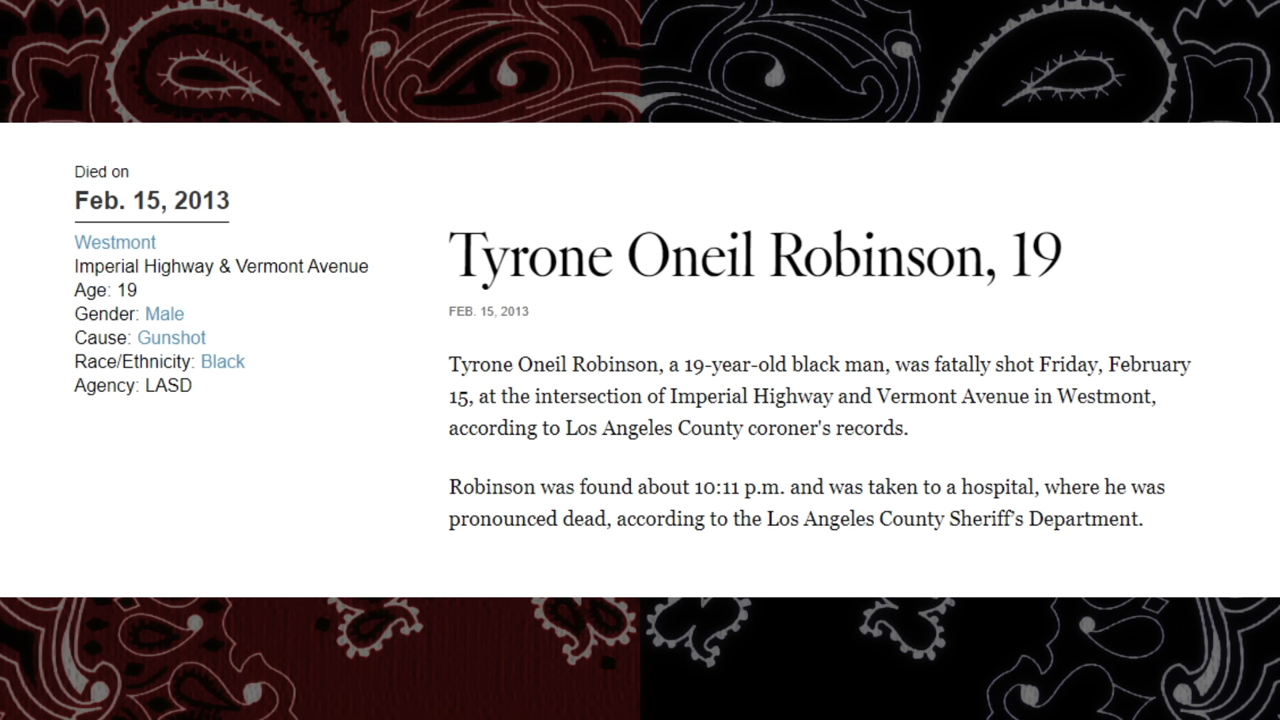 Died on
Feb. 15, 2013
Westmont
Imperial Highway & Vermont Avenue
Age: 19
Gender: Male
Cause: Gunshot
Race/Ethnicity: Black
Agency: LASD
Tyrone Oneil Robinson, 19
FEB. 15, 2013
Tyrone Oneil Robinson, a 19-year-old black man, was fatally shot Friday, February
15, at the intersection of Imperial Highway and Vermont Avenue in Westmont,
according to Los Angeles County coroner's records.
Robinson was found about 10:11 p.m. and was taken to a hospital, where he was
pronounced dead, according to the Los Angeles County Sheriff's Department.